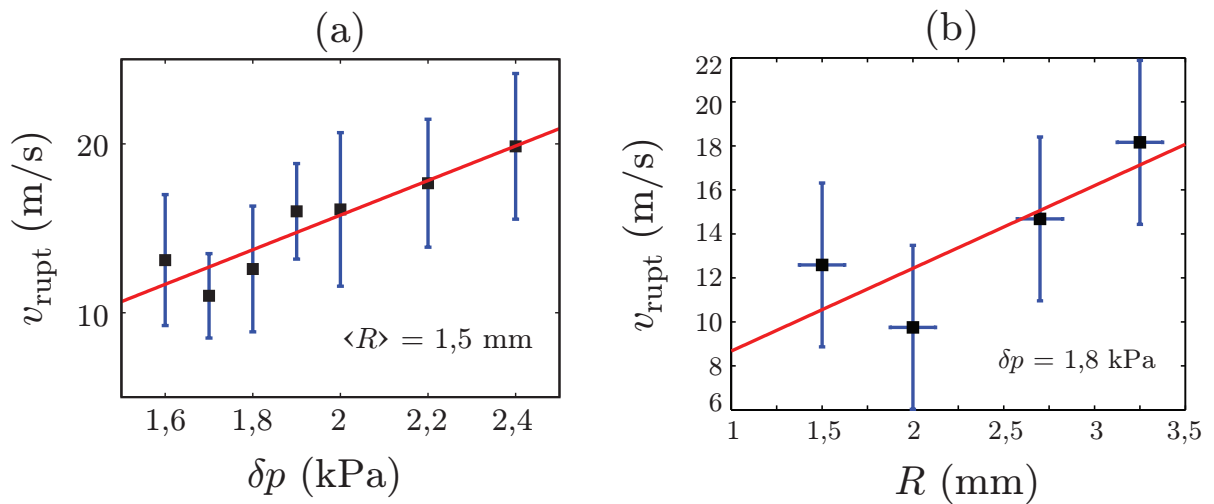 (a)
v_rupt (m/s)
20
10
‹R› = 1,5 mm
1,6 1,8 2 2,2 2,4
δp (kPa)
(b)
v_rupt (m/s)
22
20
18
16
14
12
10
8
6
δp = 1,8 kPa
1 1,5 2 2,5 3 3,5
R (mm)